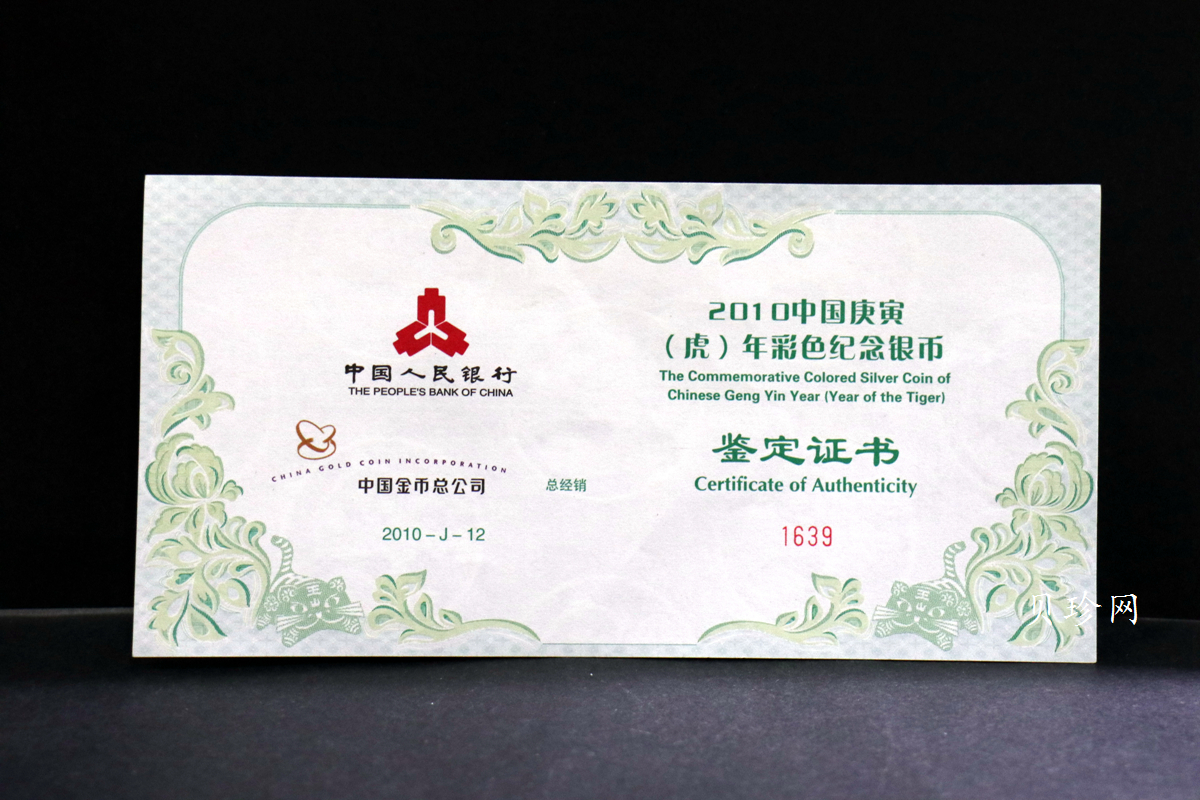 中国人民银行
THE PEOPLE'S BANK OF CHINA
CHINA GOLD COIN INCORPORATION
中国金币总公司
总经销
2010－J－12
2010中国庚寅
（虎）年彩色纪念银币
The Commemorative Colored Silver Coin of
Chinese Geng Yin Year (Year of the Tiger)
鉴定证书
Certificate of Authenticity
1639
王
王
贝珍网